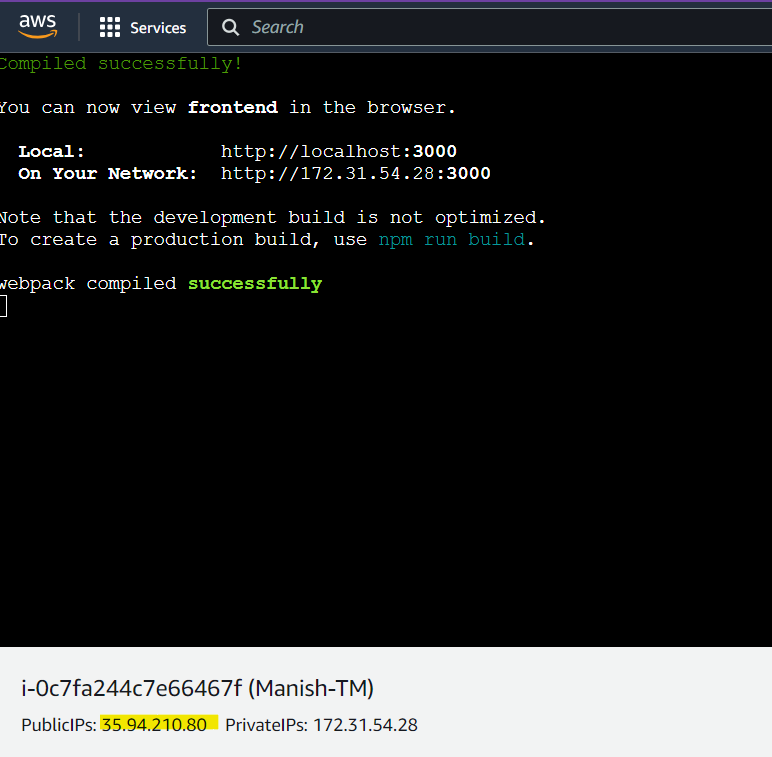 aws Services Search
Compiled successfully!
You can now view frontend in the browser.
Local: http://localhost:3000
On Your Network: http://172.31.54.28:3000
Note that the development build is not optimized.
To create a production build, use npm run build.
webpack compiled successfully
i-0c7fa244c7e66467f (Manish-TM)
PublicIPs: 35.94.210.80 PrivateIPs: 172.31.54.28